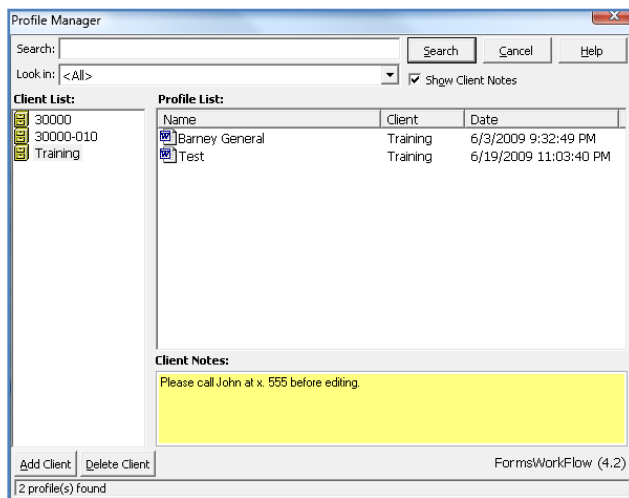 Profile Manager
Search:
Search
Cancel
Help
Look in: <All>
Show Client Notes
Client List:
Profile List:
30000
30000-010
Training
Name Client Date
Barney General Training 6/3/2009 9:32:49 PM
Test Training 6/19/2009 11:03:40 PM
Client Notes:
Please call John at x. 555 before editing.
Add Client Delete Client
FormsWorkFlow (4.2)
2 profile(s) found